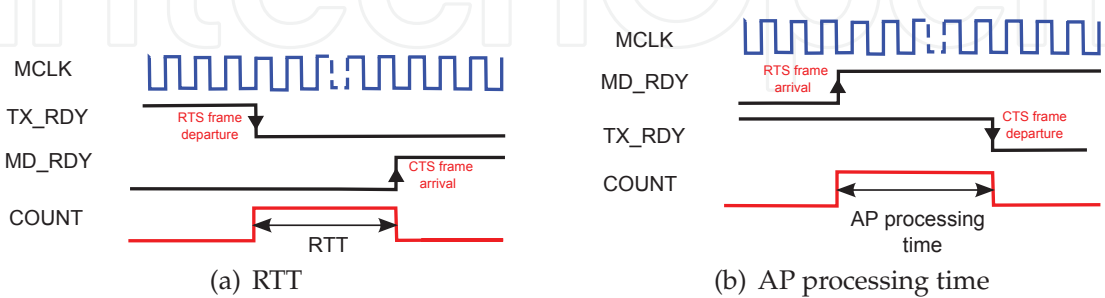 MCLK
TX_RDY
RTS frame
departure
MD_RDY
CTS frame
arrival
COUNT
RTT
(a) RTT
MCLK
RTS frame
arrival
MD_RDY
TX_RDY
CTS frame
departure
COUNT
AP processing
time
(b) AP processing time